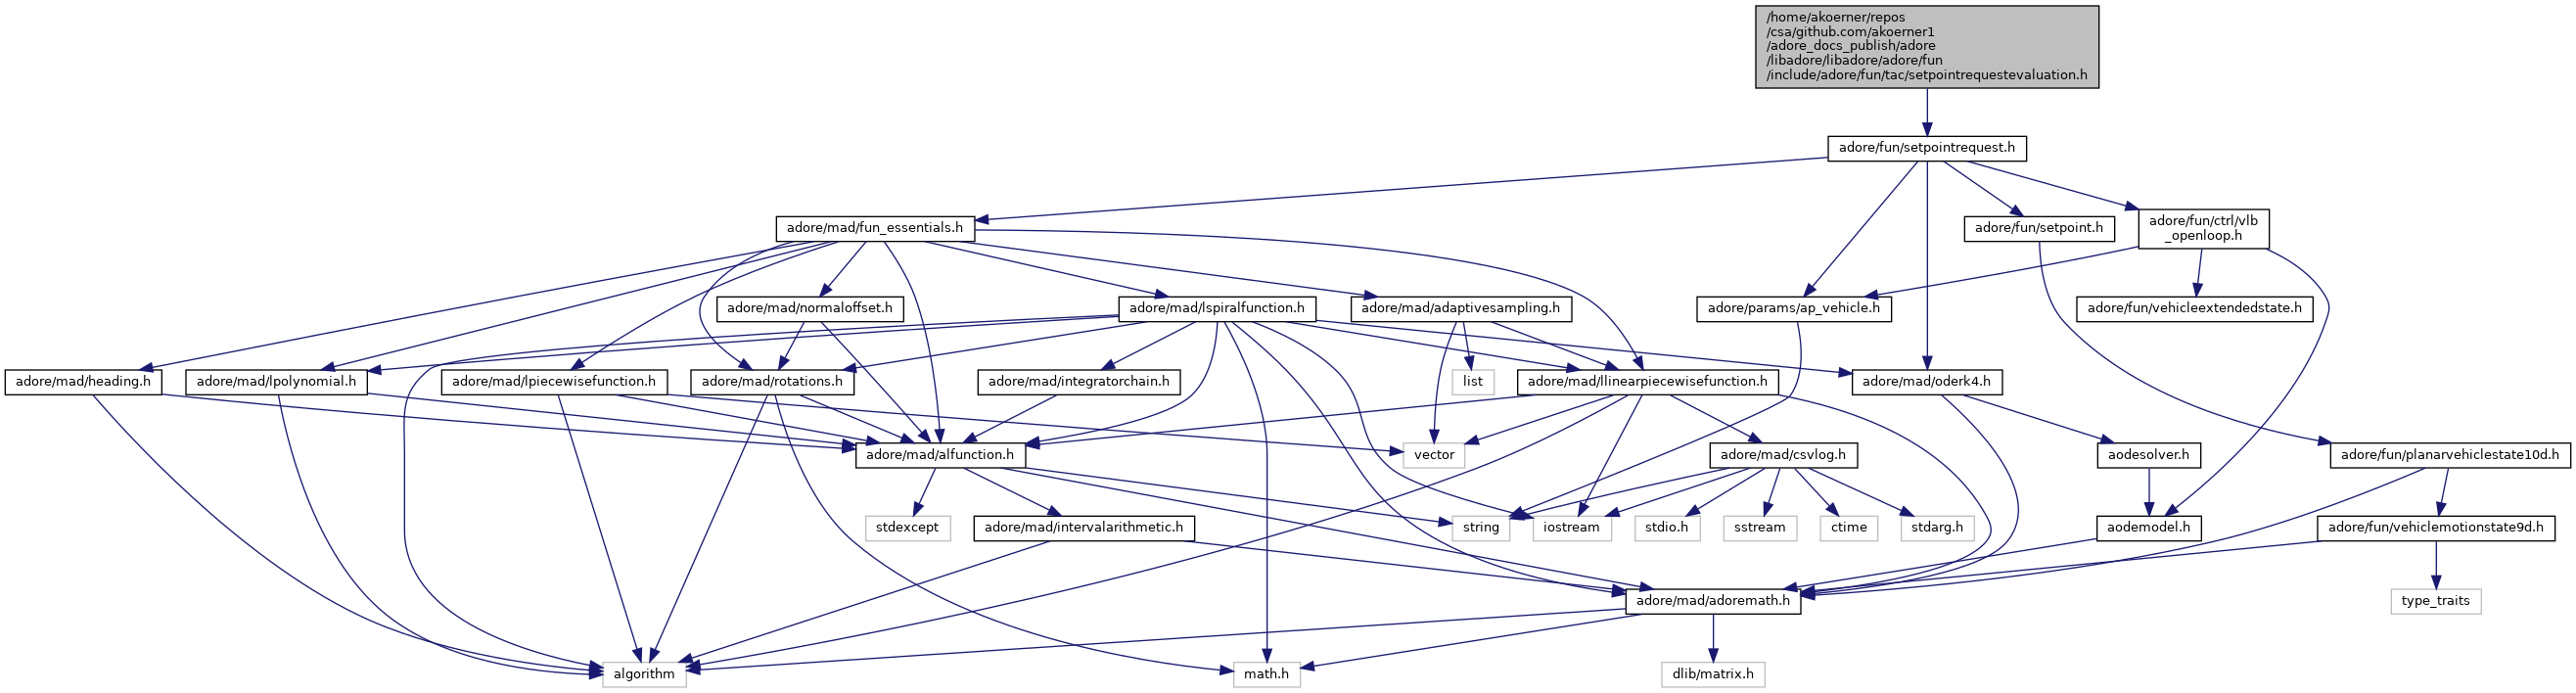 /home/akoerner/repos
/csa/github.com/akoerner1
/adore_docs_publish/adore
/libadore/libadore/adore/fun
/include/adore/fun/tac/setpointrequestevaluation.h
adore/fun/setpointrequest.h
adore/mad/fun_essentials.h
adore/fun/setpoint.h
adore/fun/ctrl/vlb
_openloop.h
adore/mad/normaloffset.h
adore/mad/lspiralfunction.h
adore/mad/adaptivesampling.h
adore/params/ap_vehicle.h
adore/fun/vehicleextendedstate.h
adore/mad/heading.h
adore/mad/lpolynomial.h
adore/mad/lpiecewisefunction.h
adore/mad/rotations.h
adore/mad/integratorchain.h
list
adore/mad/llinearpiecewisefunction.h
adore/mad/oderk4.h
adore/mad/alfunction.h
vector
adore/mad/csvlog.h
aodesolver.h
adore/fun/planarvehiclestate10d.h
stdexcept
adore/mad/intervalarithmetic.h
string
iostream
stdio.h
sstream
ctime
stdarg.h
aodemodel.h
adore/fun/vehiclemotionstate9d.h
adore/mad/adoremath.h
type_traits
algorithm
math.h
dlib/matrix.h